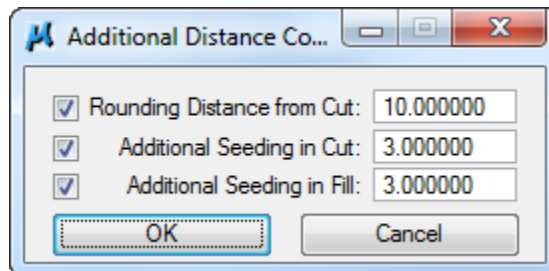 Additional Distance Co...
Rounding Distance from Cut: 10.000000
Additional Seeding in Cut: 3.000000
Additional Seeding in Fill: 3.000000
OK Cancel